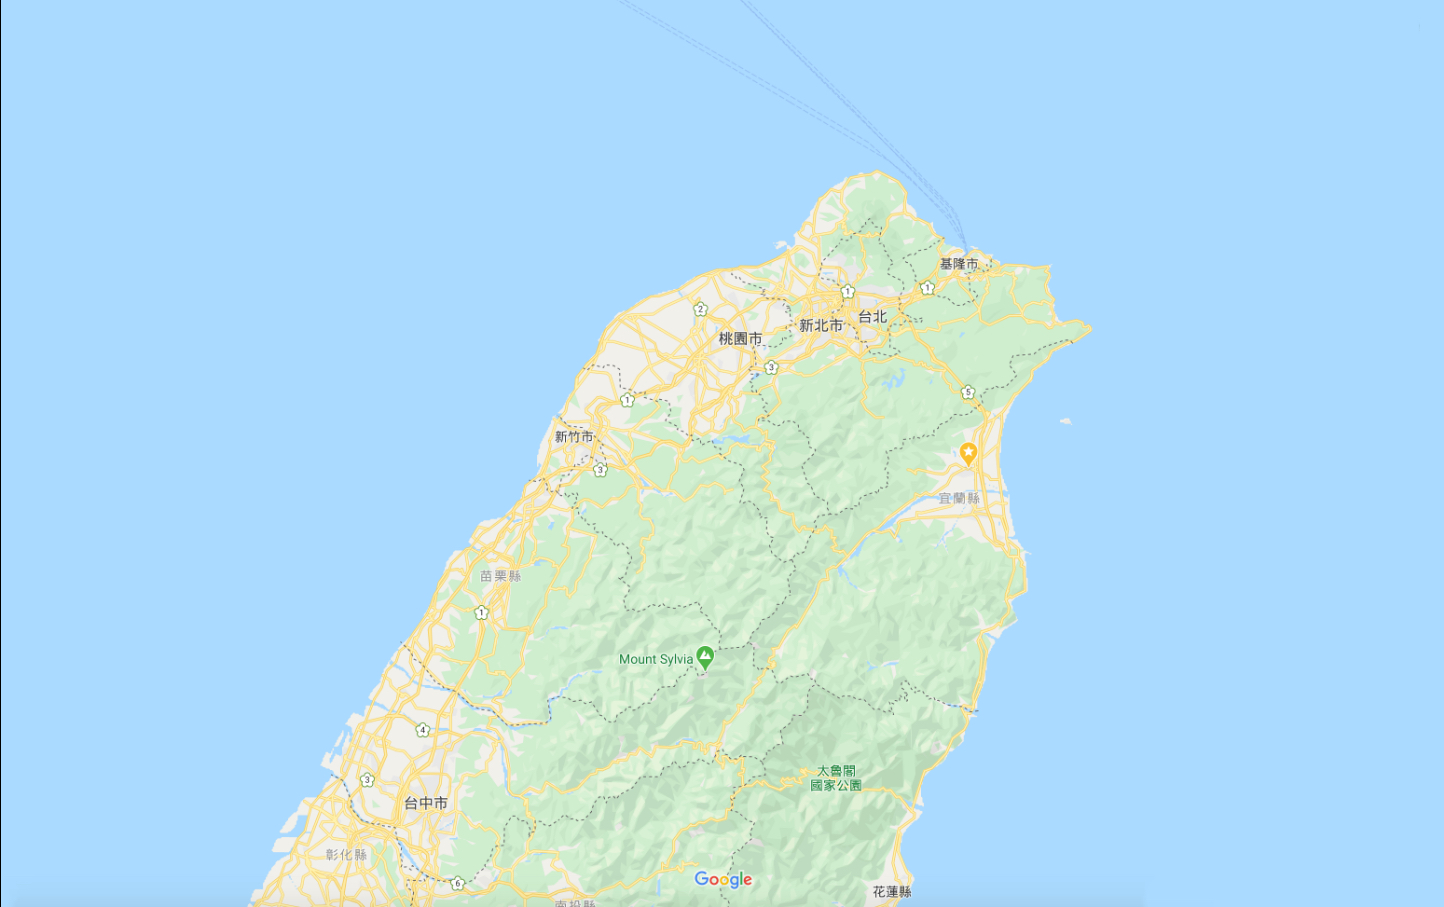 基隆市
1
1
2
台北
新北市
桃園市
3
5
1
新竹市
3
宜蘭縣
苗栗縣
1
Mount Sylvia
4
太魯閣
國家公園
3
台中市
彰化縣
6
Google
花蓮縣
南投縣